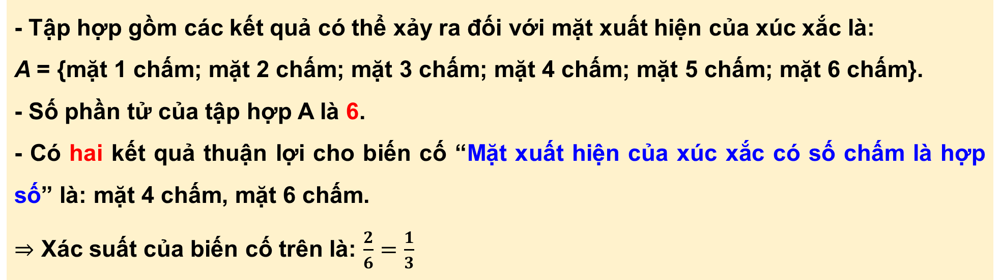 - Tập hợp gồm các kết quả có thể xảy ra đối với mặt xuất hiện của xúc xắc là:
A = {mặt 1 chấm; mặt 2 chấm; mặt 3 chấm; mặt 4 chấm; mặt 5 chấm; mặt 6 chấm}.
- Số phần tử của tập hợp A là 6.
- Có hai kết quả thuận lợi cho biến cố “Mặt xuất hiện của xúc xắc có số chấm là hợp
số” là: mặt 4 chấm, mặt 6 chấm.
⇒ Xác suất của biến cố trên là: 2/6 = 1/3